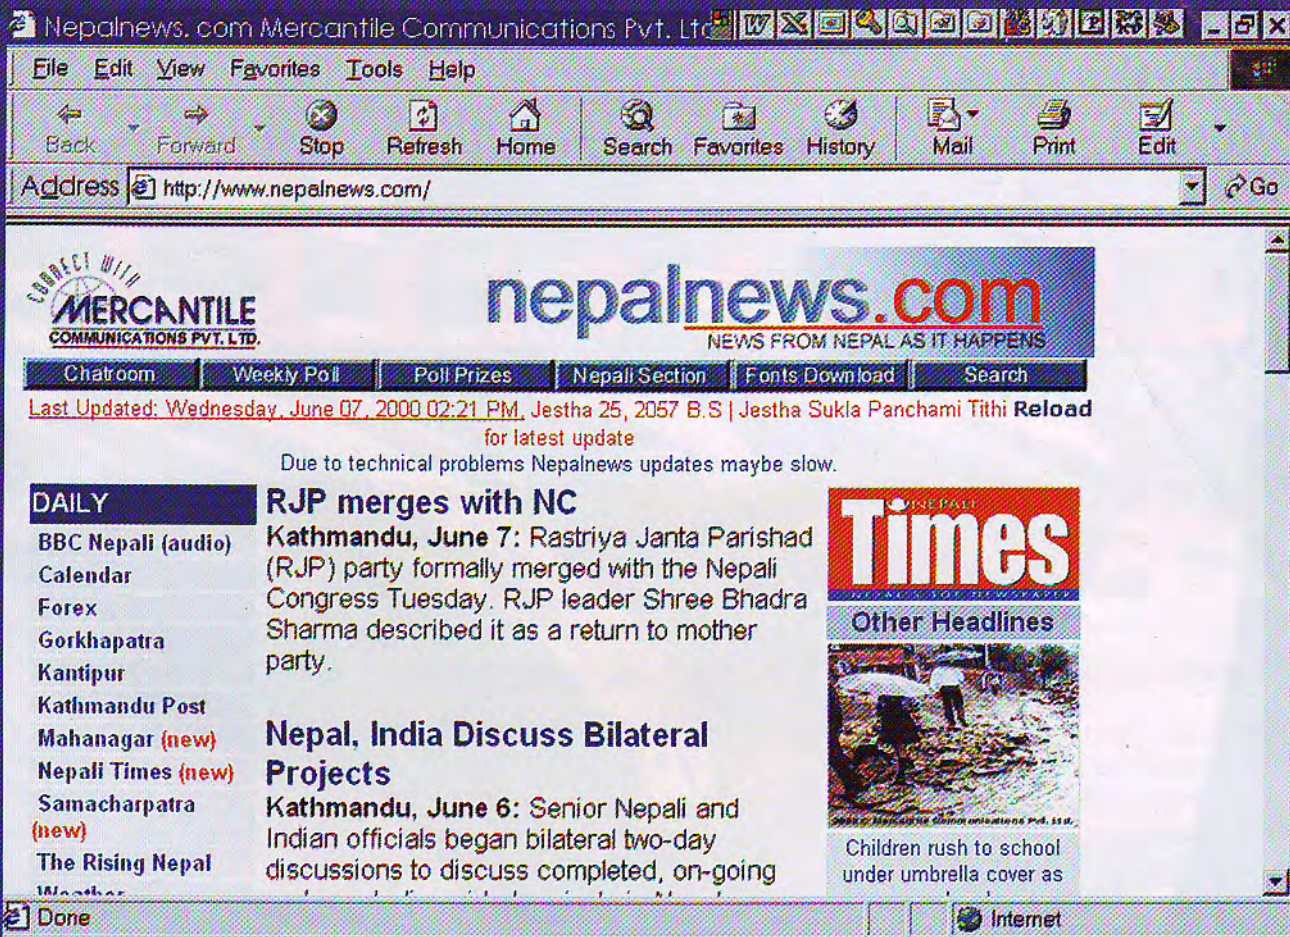 Nepalnews. com Mercantile Communications Pvt. Ltd
File Edit View Favorites Tools Help
Back Forward Stop Refresh Home Search Favorites History Mail Print Edit
Address http://www.nepalnews.com/ Go
CONNECT WITH
MERCANTILE
COMMUNICATIONS PVT. LTD.
nepalnews.com
NEWS FROM NEPAL AS IT HAPPENS
Chatroom Weekly Poll Poll Prizes Nepali Section Fonts Download Search
Last Updated: Wednesday, June 07, 2000 02:21 PM, Jestha 25, 2057 B.S | Jestha Sukla Panchami Tithi Reload
for latest update
Due to technical problems Nepalnews updates maybe slow.
DAILY
BBC Nepali (audio)
Calendar
Forex
Gorkhapatra
Kantipur
Kathmandu Post
Mahanagar (new)
Nepali Times (new)
Samacharpatra
(new)
The Rising Nepal
Weather
RJP merges with NC
Kathmandu, June 7: Rastriya Janta Parishad
(RJP) party formally merged with the Nepali
Congress Tuesday. RJP leader Shree Bhadra
Sharma described it as a return to mother
party.
Nepal, India Discuss Bilateral
Projects
Kathmandu, June 6: Senior Nepali and
Indian officials began bilateral two-day
discussions to discuss completed, on-going
NEPALI
Times
Other Headlines
Mercantile Communications Pvt. Ltd.
Children rush to school
under umbrella cover as
Done Internet